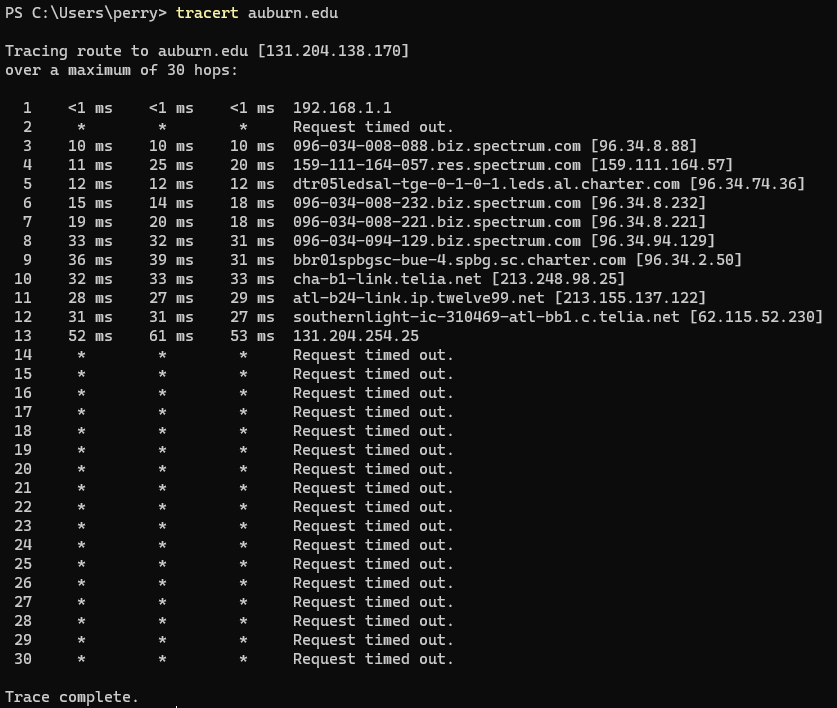 PS C:\Users\perry> tracert auburn.edu
Tracing route to auburn.edu [131.204.138.170]
over a maximum of 30 hops:
1 <1 ms <1 ms <1 ms 192.168.1.1
2 * * * Request timed out.
3 10 ms 10 ms 10 ms 096-034-008-088.biz.spectrum.com [96.34.8.88]
4 11 ms 25 ms 20 ms 159-111-164-057.res.spectrum.com [159.111.164.57]
5 12 ms 12 ms 12 ms dtr05ledsal-tge-0-1-0-1.leds.al.charter.com [96.34.74.36]
6 15 ms 14 ms 18 ms 096-034-008-232.biz.spectrum.com [96.34.8.232]
7 19 ms 20 ms 18 ms 096-034-008-221.biz.spectrum.com [96.34.8.221]
8 33 ms 32 ms 31 ms 096-034-094-129.biz.spectrum.com [96.34.94.129]
9 36 ms 39 ms 31 ms bbr01spbgsc-bue-4.spbg.sc.charter.com [96.34.2.50]
10 32 ms 33 ms 33 ms cha-b1-link.telia.net [213.248.98.25]
11 28 ms 27 ms 29 ms atl-b24-link.ip.twelve99.net [213.155.137.122]
12 31 ms 31 ms 27 ms southernlight-ic-310469-atl-bb1.c.telia.net [62.115.52.230]
13 52 ms 61 ms 53 ms 131.204.254.25
14 * * * Request timed out.
15 * * * Request timed out.
16 * * * Request timed out.
17 * * * Request timed out.
18 * * * Request timed out.
19 * * * Request timed out.
20 * * * Request timed out.
21 * * * Request timed out.
22 * * * Request timed out.
23 * * * Request timed out.
24 * * * Request timed out.
25 * * * Request timed out.
26 * * * Request timed out.
27 * * * Request timed out.
28 * * * Request timed out.
29 * * * Request timed out.
30 * * * Request timed out.
Trace complete.